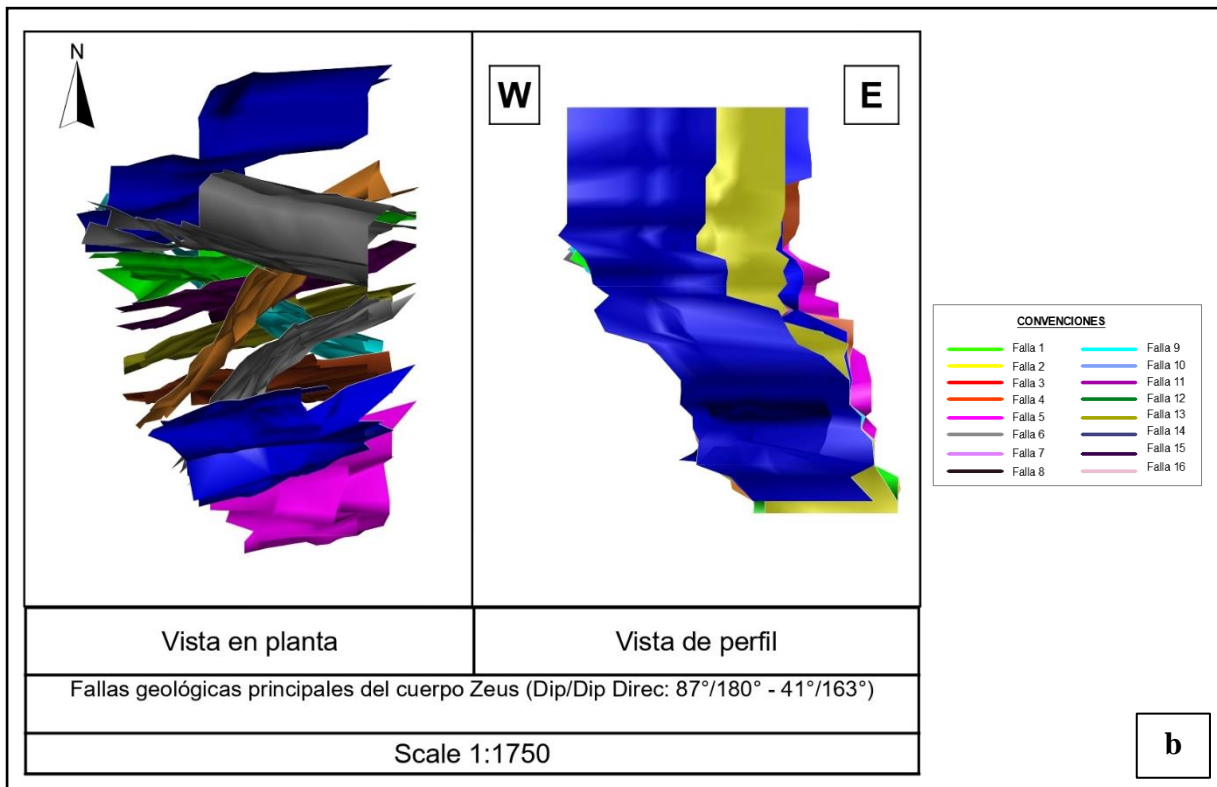 N
W
E
CONVENCIONES
Falla 1
Falla 2
Falla 3
Falla 4
Falla 5
Falla 6
Falla 7
Falla 8
Falla 9
Falla 10
Falla 11
Falla 12
Falla 13
Falla 14
Falla 15
Falla 16
Vista en planta
Vista de perfil
Fallas geológicas principales del cuerpo Zeus (Dip/Dip Direc: 87°/180° - 41°/163°)
Scale 1:1750
b